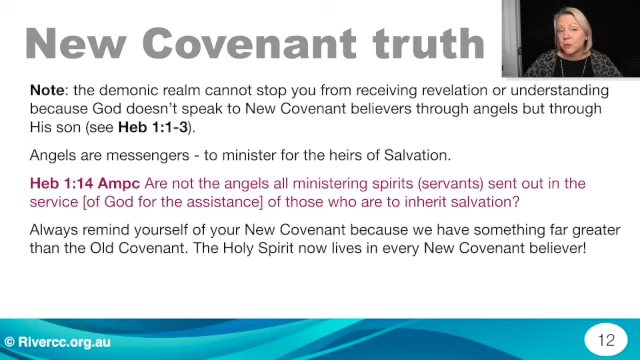 New Covenant truth
Note: the demonic realm cannot stop you from receiving revelation or understanding
because God doesn't speak to New Covenant believers through angels but through
His son (see Heb 1:1-3).
Angels are messengers - to minister for the heirs of Salvation.
Heb 1:14 Ampc Are not the angels all ministering spirits (servants) sent out in the
service [of God for the assistance] of those who are to inherit salvation?
Always remind yourself of your New Covenant because we have something far greater
than the Old Covenant. The Holy Spirit now lives in every New Covenant believer!
© Rivercc.org.au
12